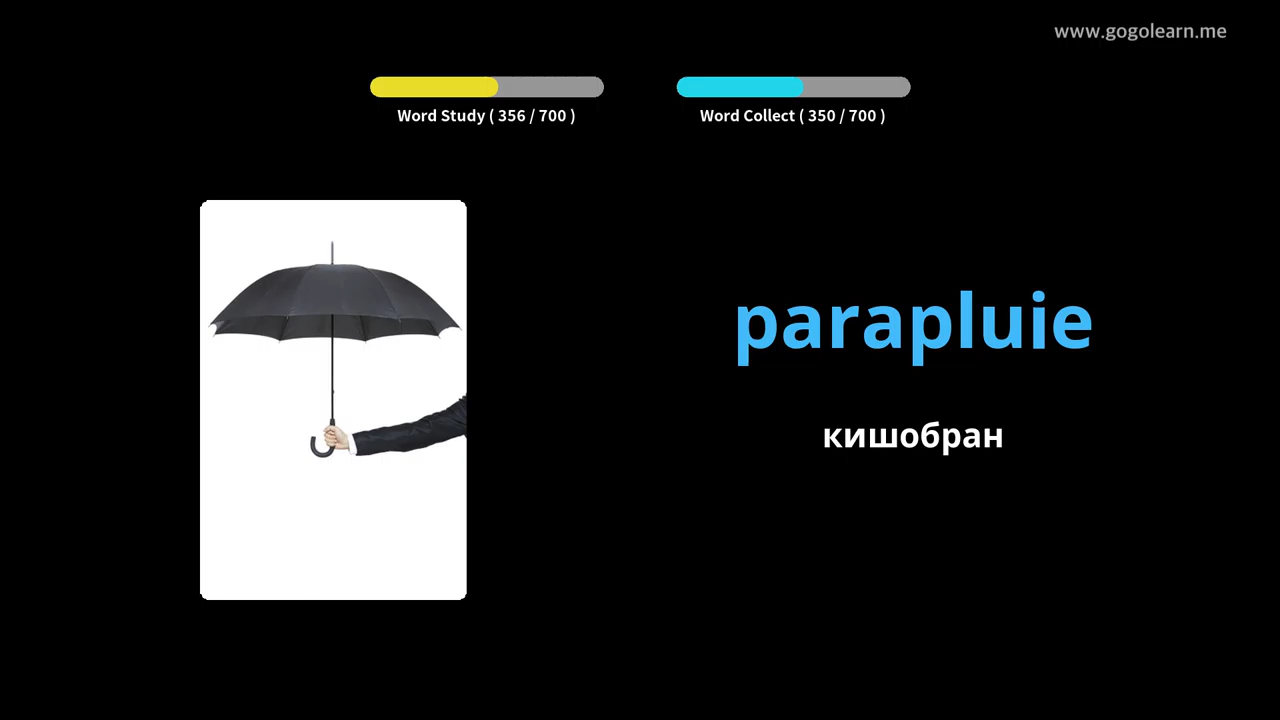 www.gogolearn.me
Word Study ( 356 / 700 )
Word Collect ( 350 / 700 )
parapluie
кишобран